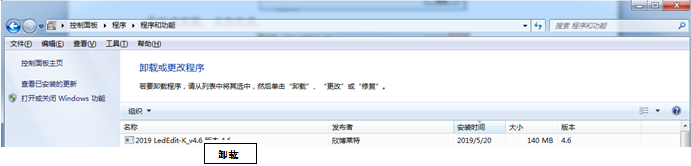 控制面板 ▸ 程序 ▸ 程序和功能
搜索 程序和功能
文件(F) 编辑(E) 查看(V) 工具(T) 帮助(H)
控制面板主页
查看已安装的更新
打开或关闭 Windows 功能
卸载或更改程序
若要卸载程序，请从列表中将其选中，然后单击“卸载”、“更改”或“修复”。
组织
名称 发布者 安装时间 大小 版本
2019 LedEdit-K_v4.6 版本 4.6 欣博莱特 2019/5/20 140 MB 4.6
卸载